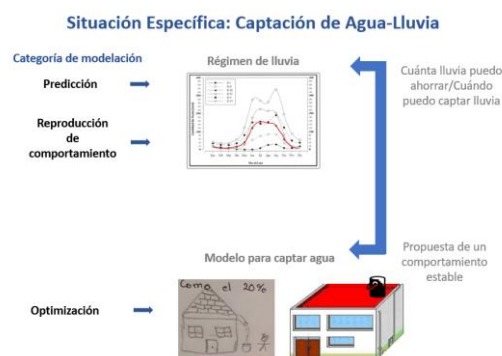 Situación Específica: Captación de Agua-Lluvia
Categoría de modelación
Régimen de lluvia
Predicción
Cuánta lluvia puedo
ahorrar/Cuándo
puedo captar lluvia
Reproducción
de
comportamiento
Modelo para captar agua
Propuesta de un
comportamiento
estable
Como el 20%
Optimización